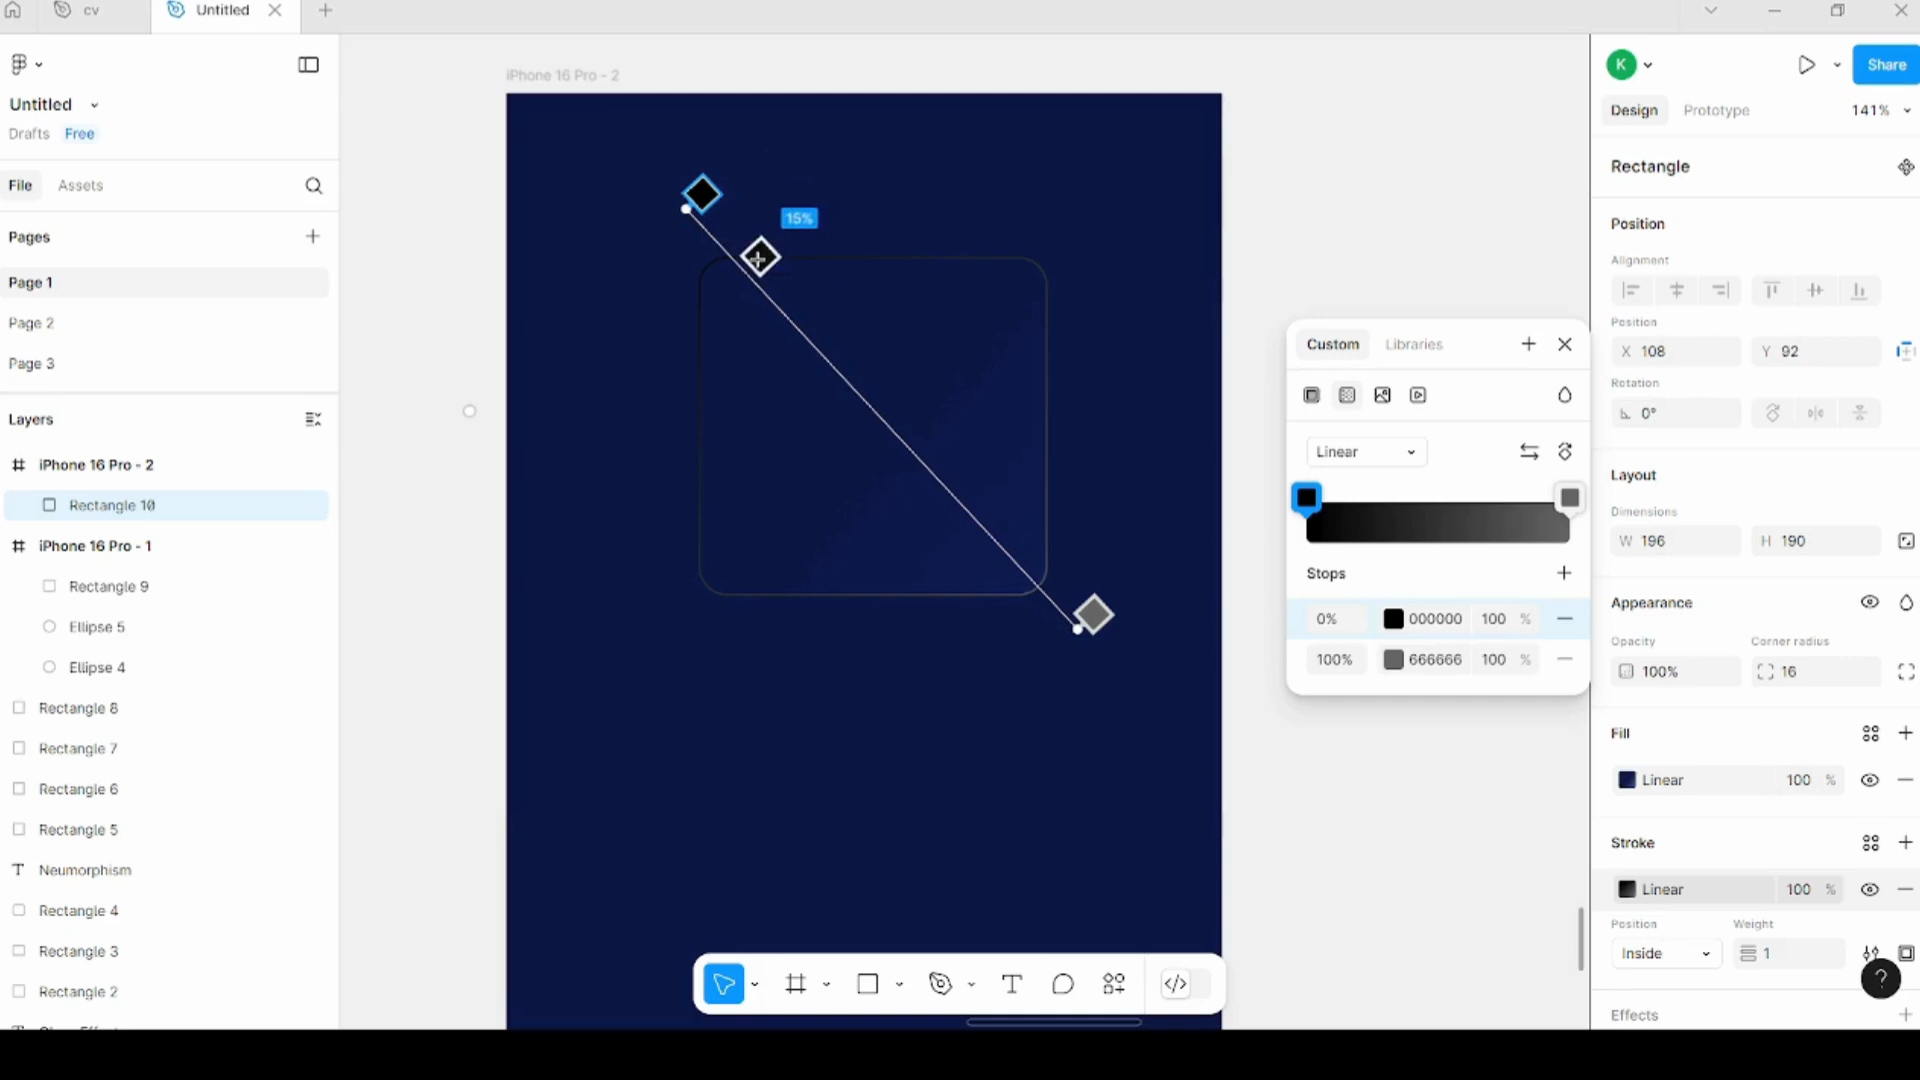 cv
Untitled
Untitled
Drafts
Free
File
Assets
Pages
Page 1
Page 2
Page 3
Layers
iPhone 16 Pro - 2
Rectangle 10
iPhone 16 Pro - 1
Rectangle 9
Ellipse 5
Ellipse 4
Rectangle 8
Rectangle 7
Rectangle 6
Rectangle 5
T Neumorphism
Rectangle 4
Rectangle 3
Rectangle 2
iPhone 16 Pro - 2
15%
Custom
Libraries
Linear
Stops
0% 000000 100 %
100% 666666 100 %
K
Share
Design
Prototype
141%
Rectangle
Position
Alignment
Position
X 108
Y 92
Rotation
0°
Layout
Dimensions
W 196
H 190
Appearance
Opacity
Corner radius
100%
16
Fill
Linear 100 %
Stroke
Linear 100 %
Position
Weight
Inside
1
?
Effects